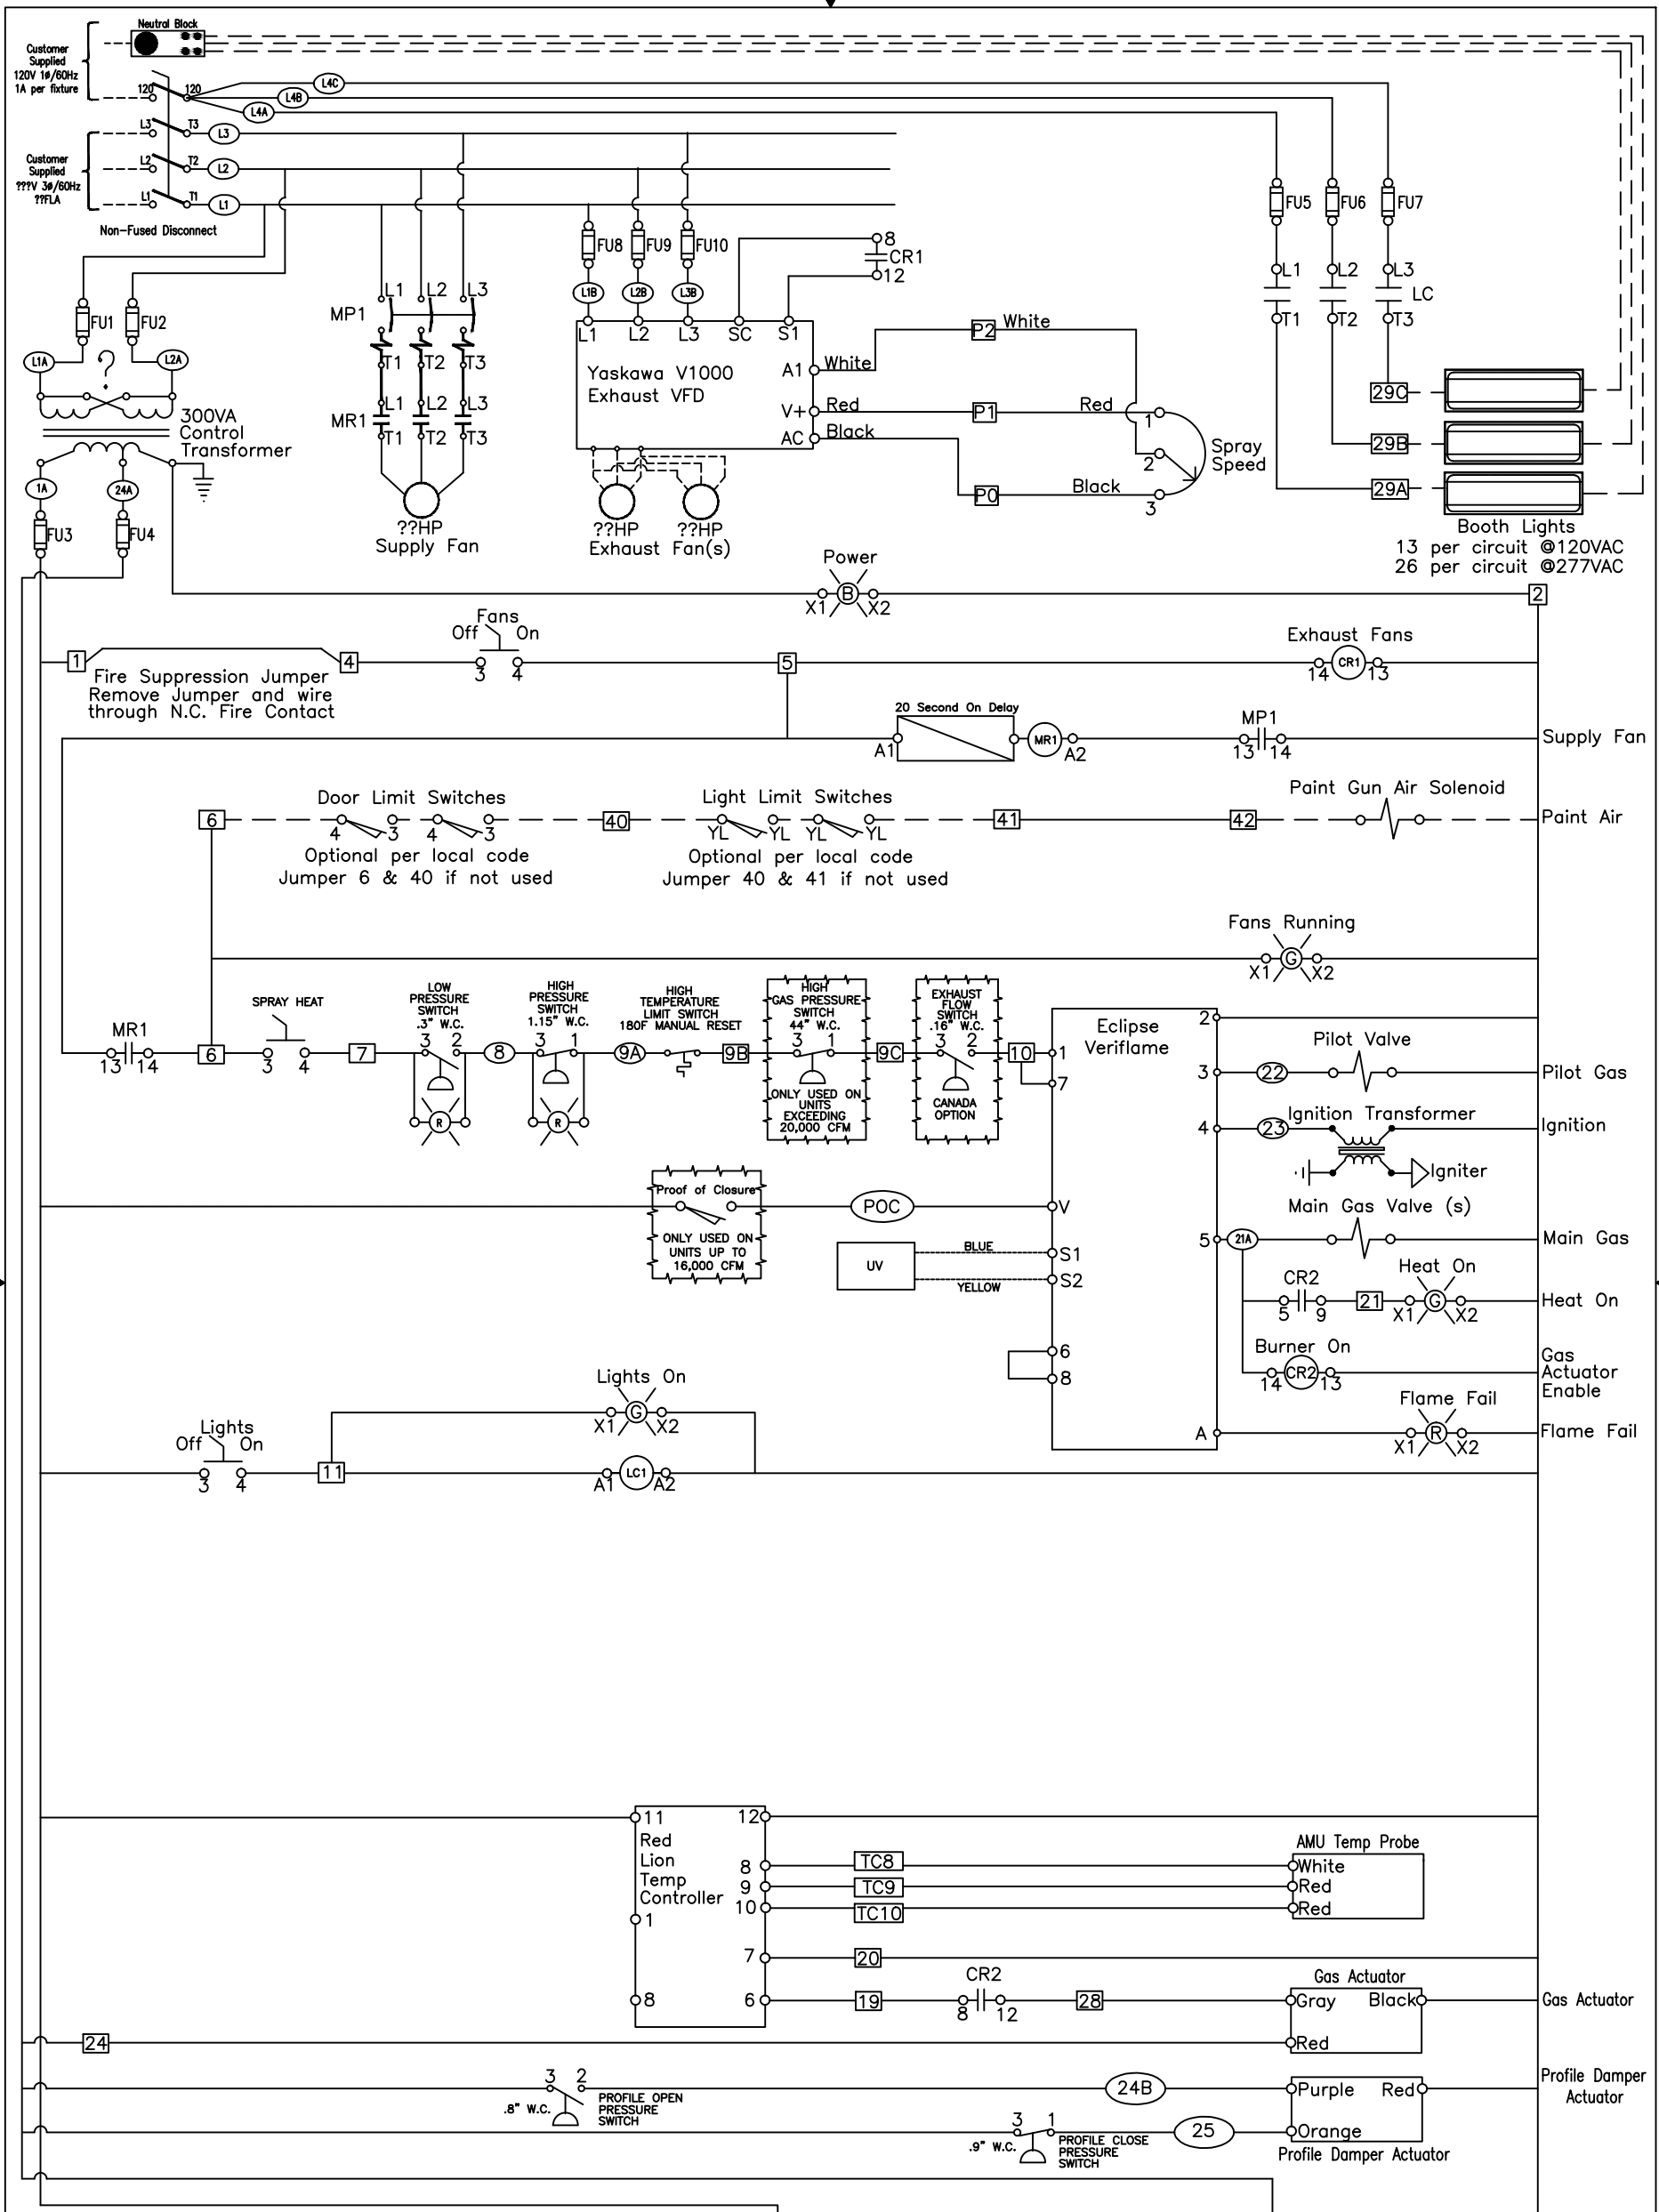 Neutral Block
Customer
Supplied
120V 1ø/60Hz
1A per fixture
120 120
L4C
L4B
L4A
L3 T3 L3
L2 T2 L2
L1 T1 L1
Customer
Supplied
???V 3ø/60Hz
??FLA
Non-Fused Disconnect
FU1 FU2
L1A ? L2A
300VA
Control
Transformer
1A 24A
FU3 FU4
MP1 L1 L2 L3
T1 T2 T3
MR1 L1 L2 L3
T1 T2 T3
??HP
Supply Fan
FU8 FU9 FU10
L1B L2B L3B
L1 L2 L3 SC S1
8
CR1
12
Yaskawa V1000
Exhaust VFD
A1 White
V+ Red
AC Black
P2 White
P1 Red
P0 Black
1
2
3
Spray
Speed
??HP ??HP
Exhaust Fan(s)
FU5 FU6 FU7
L1 L2 L3
LC
T1 T2 T3
29C
29B
29A
Booth Lights
13 per circuit @120VAC
26 per circuit @277VAC
Power
X1 B X2
2
Fans
Off On
1 4 3 4 5
Fire Suppression Jumper
Remove Jumper and wire
through N.C. Fire Contact
Exhaust Fans
14 CR1 13
20 Second On Delay
A1 MR1 A2
MP1
13 14
Supply Fan
Door Limit Switches
6 4 3 4 3 40
Optional per local code
Jumper 6 & 40 if not used
Light Limit Switches
YL YL YL YL 41 42
Optional per local code
Jumper 40 & 41 if not used
Paint Gun Air Solenoid
Paint Air
Fans Running
X1 G X2
MR1
13 14
6
SPRAY HEAT
3 4
7
LOW
PRESSURE
SWITCH
.3" W.C.
3 2
R
8
HIGH
PRESSURE
SWITCH
1.15" W.C.
3 1
R
9A
HIGH
TEMPERATURE
LIMIT SWITCH
180F MANUAL RESET
9B
HIGH
GAS PRESSURE
SWITCH
44" W.C.
3 1
ONLY USED ON
UNITS
EXCEEDING
20,000 CFM
9C
EXHAUST
FLOW
SWITCH
.16" W.C.
3 2
CANADA
OPTION
10
1
7
Eclipse
Veriflame
2
3
4
5
A
V
S1
S2
6
8
Pilot Valve
22
Pilot Gas
Ignition Transformer
23
Ignition
Igniter
Main Gas Valve (s)
21A
Main Gas
Proof of Closure
POC
ONLY USED ON
UNITS UP TO
16,000 CFM
UV
BLUE
YELLOW
CR2
5 9
21
Heat On
X1 G X2
Heat On
Burner On
14 CR2 13
Gas
Actuator
Enable
Flame Fail
X1 R X2
Flame Fail
Lights On
X1 G X2
Lights
Off On
3 4
11
A1 LC1 A2
11 12
Red
Lion
Temp
Controller
8
9
10
1
7
8 6
TC8
TC9
TC10
AMU Temp Probe
White
Red
Red
20
19
CR2
8 12
28
Gas Actuator
Gray Black
Red
Gas Actuator
24
3 2
.8" W.C.
PROFILE OPEN
PRESSURE
SWITCH
24B
Purple Red
Orange
Profile Damper
Actuator
3 1
.9" W.C.
PROFILE CLOSE
PRESSURE
SWITCH
25
Profile Damper Actuator